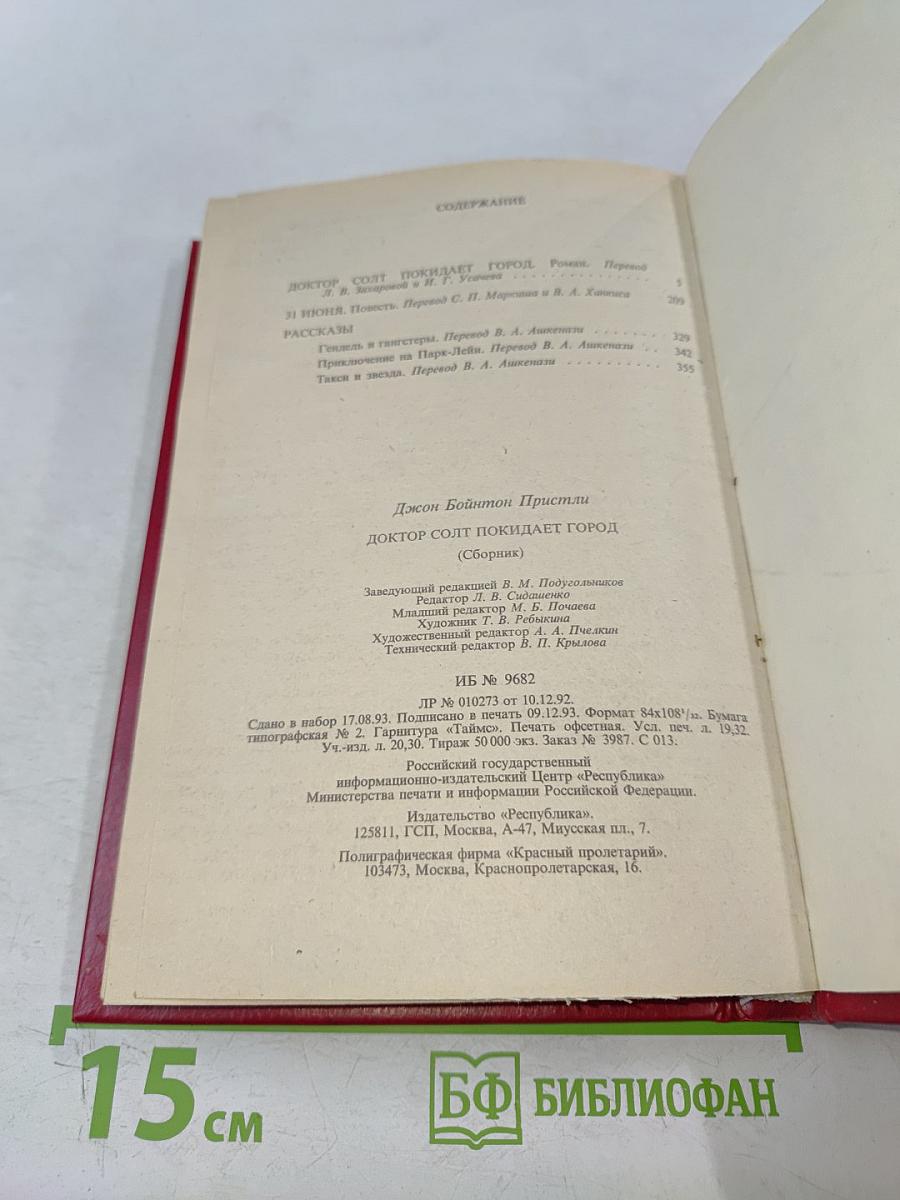 СОДЕРЖАНИЕ
ДОКТОР СОЛТ ПОКИДАЕТ ГОРОД. Роман. Перевод
Л. В. Захаровой и И. Г. Усачева . . . . . . . . . . . . . . . 5
31 ИЮНЯ. Повесть. Перевод С. П. Маркиша и В. А. Хинкиса 209
РАССКАЗЫ
Гендель и гангстеры. Перевод В. А. Ашкенази . . . . . . . . 329
Приключение на Парк-Лейн. Перевод В. А. Ашкенази . . 342
Такси и звезда. Перевод В. А. Ашкенази . . . . . . . . . . 355
Джон Бойнтон Пристли
ДОКТОР СОЛТ ПОКИДАЕТ ГОРОД
(Сборник)
Заведующий редакцией В. М. Подугольников
Редактор Л. В. Сидашенко
Младший редактор М. Б. Почаева
Художник Т. В. Ребыкина
Художественный редактор А. А. Пчелкин
Технический редактор В. П. Крылова
ИБ № 9682
ЛР № 010273 от 10.12.92.
Сдано в набор 17.08.93. Подписано в печать 09.12.93. Формат 84х108¹/₃₂. Бумага
типографская № 2. Гарнитура «Таймс». Печать офсетная. Усл. печ. л. 19,32.
Уч.-изд. л. 20,30. Тираж 50 000 экз. Заказ № 3987. С 013.
Российский государственный
информационно-издательский Центр «Республика»
Министерства печати и информации Российской Федерации.
Издательство «Республика».
125811, ГСП, Москва, А-47, Миусская пл., 7.
Полиграфическая фирма «Красный пролетарий».
103473, Москва, Краснопролетарская, 16.
15 см
БФ БИБЛИОФАН